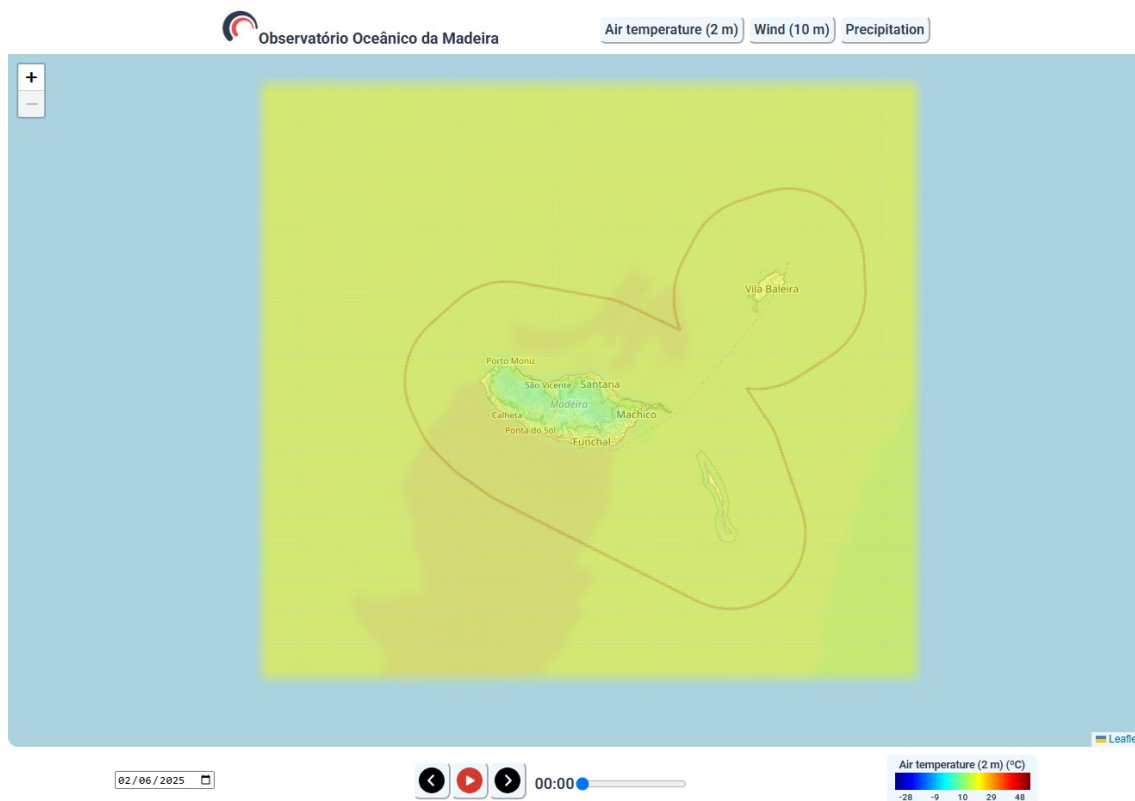 Observatório Oceânico da Madeira
Air temperature (2 m)
Wind (10 m)
Precipitation
+
−
Vila Baleira
Porto Moniz
São Vicente
Santana
Madeira
Calheta
Machico
Ponta do Sol
Funchal
Leafle
02/06/2025
00:00
Air temperature (2 m) (ºC)
-28 -9 10 29 48